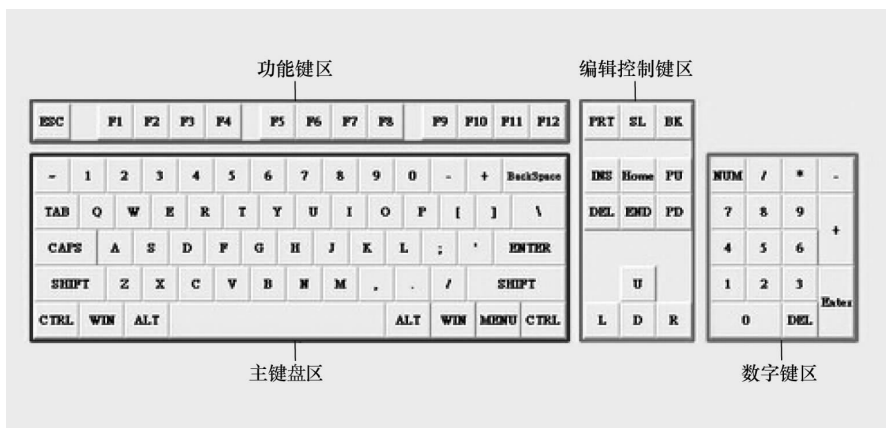 功能键区
编辑控制键区
ESC F1 F2 F3 F4 F5 F6 F7 F8 F9 F10 F11 F12 PRT SL BK
~ 1 2 3 4 5 6 7 8 9 0 - + BackSpace INS Home PU NUM / * -
TAB Q W E R T Y U I O P [ ] \ DEL END PD 7 8 9
+
CAPS A S D F G H J K L ; ' ENTER 4 5 6
SHIFT Z X C V B N M , . / SHIFT U 1 2 3
Enter
CTRL WIN ALT ALT WIN MENU CTRL L D R 0 DEL
主键盘区
数字键区